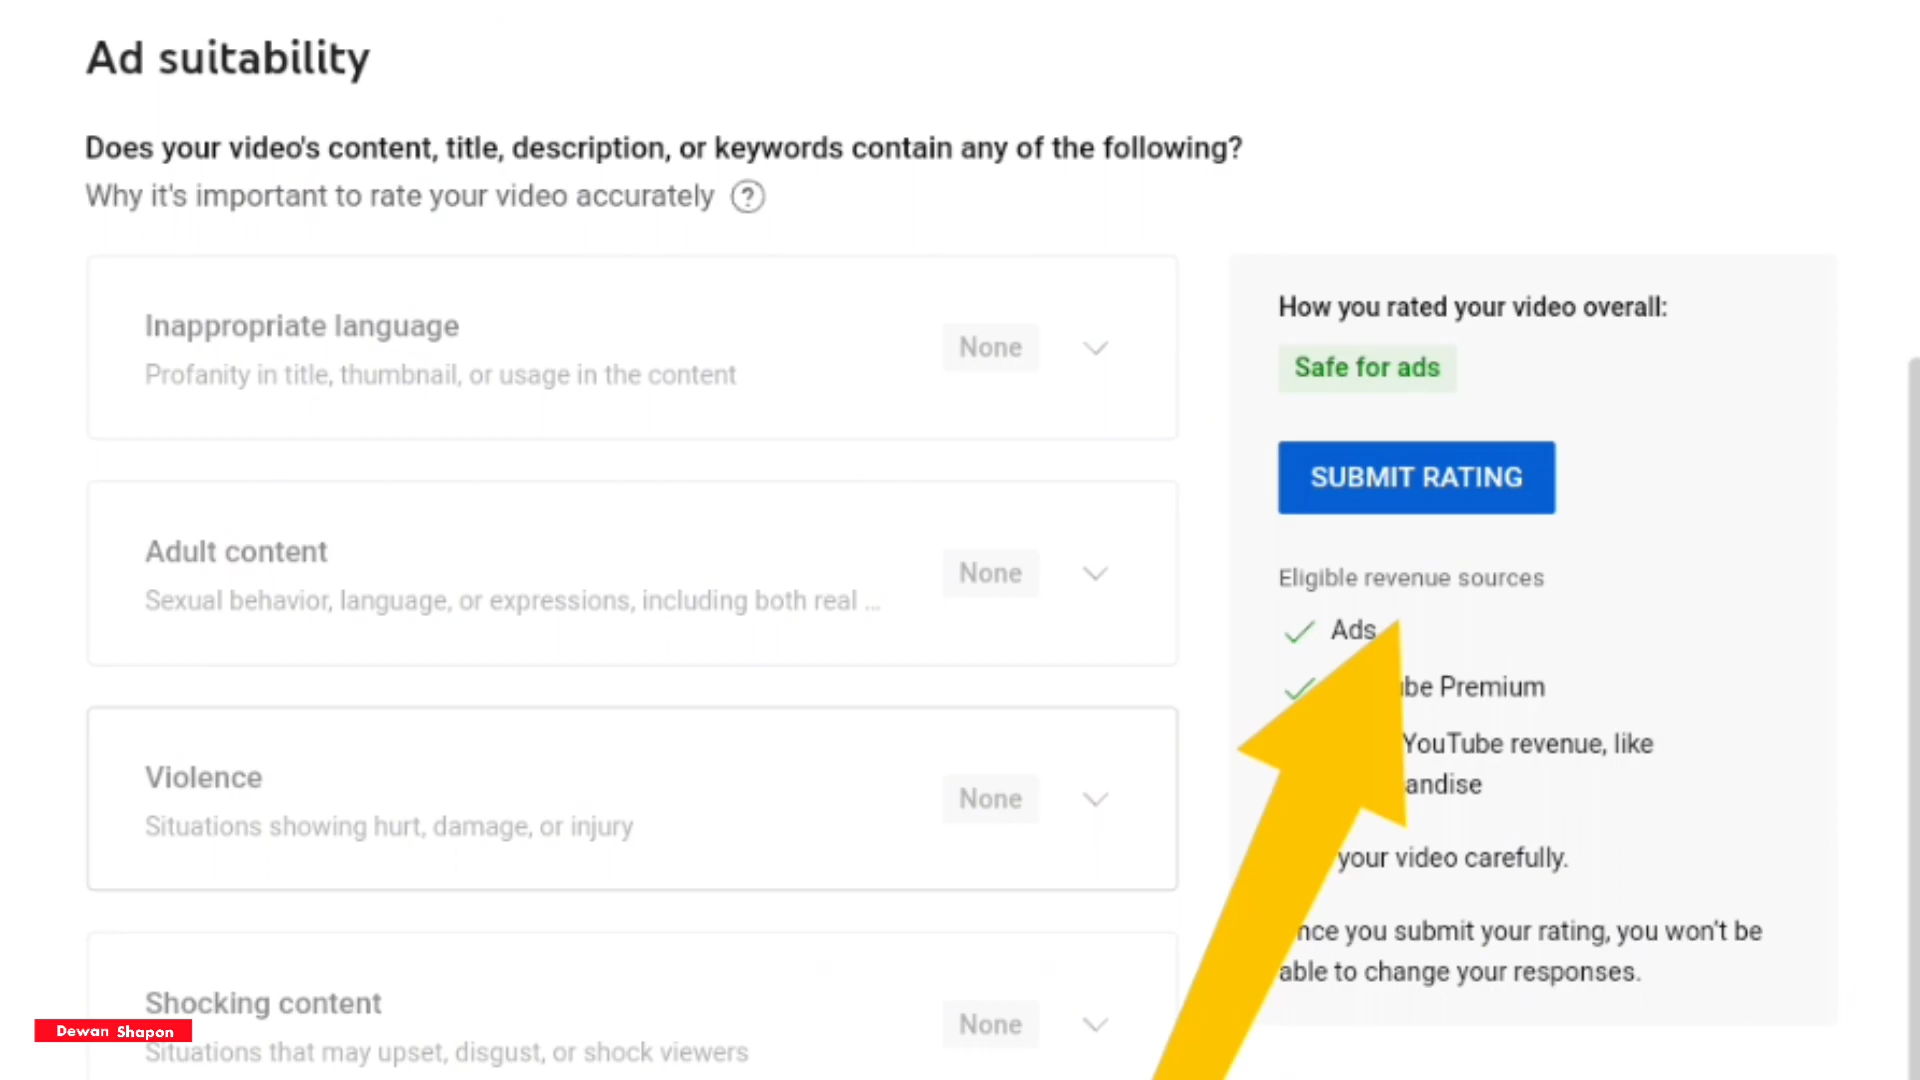 Ad suitability
Does your video's content, title, description, or keywords contain any of the following?
Why it's important to rate your video accurately ?
Inappropriate language
Profanity in title, thumbnail, or usage in the content
None
Adult content
Sexual behavior, language, or expressions, including both real ...
None
Violence
Situations showing hurt, damage, or injury
None
Shocking content
Situations that may upset, disgust, or shock viewers
None
How you rated your video overall:
Safe for ads
SUBMIT RATING
Eligible revenue sources
Ads
Premium
YouTube revenue, like
your video carefully.
you submit your rating, you won't be
able to change your responses.
Dewan Shapon